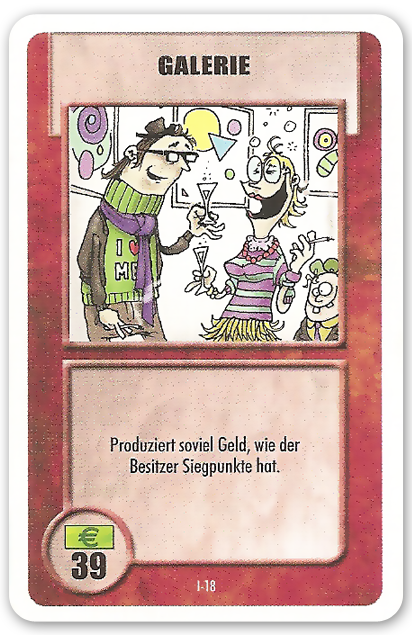 GALERIE
I ♥
ME
Produziert soviel Geld, wie der
Besitzer Siegpunkte hat.
€
39
I-18